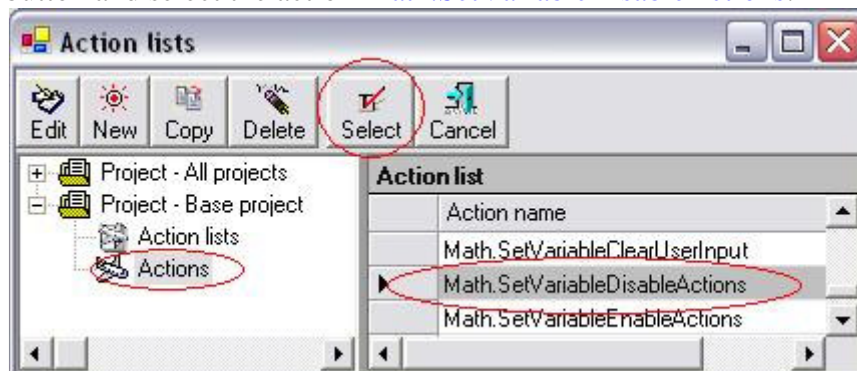 Action lists
Edit New Copy Delete Select Cancel
Project - All projects
Project - Base project
Action lists
Actions
Action list
Action name
Math.SetVariableClearUserInput
Math.SetVariableDisableActions
Math.SetVariableEnableActions